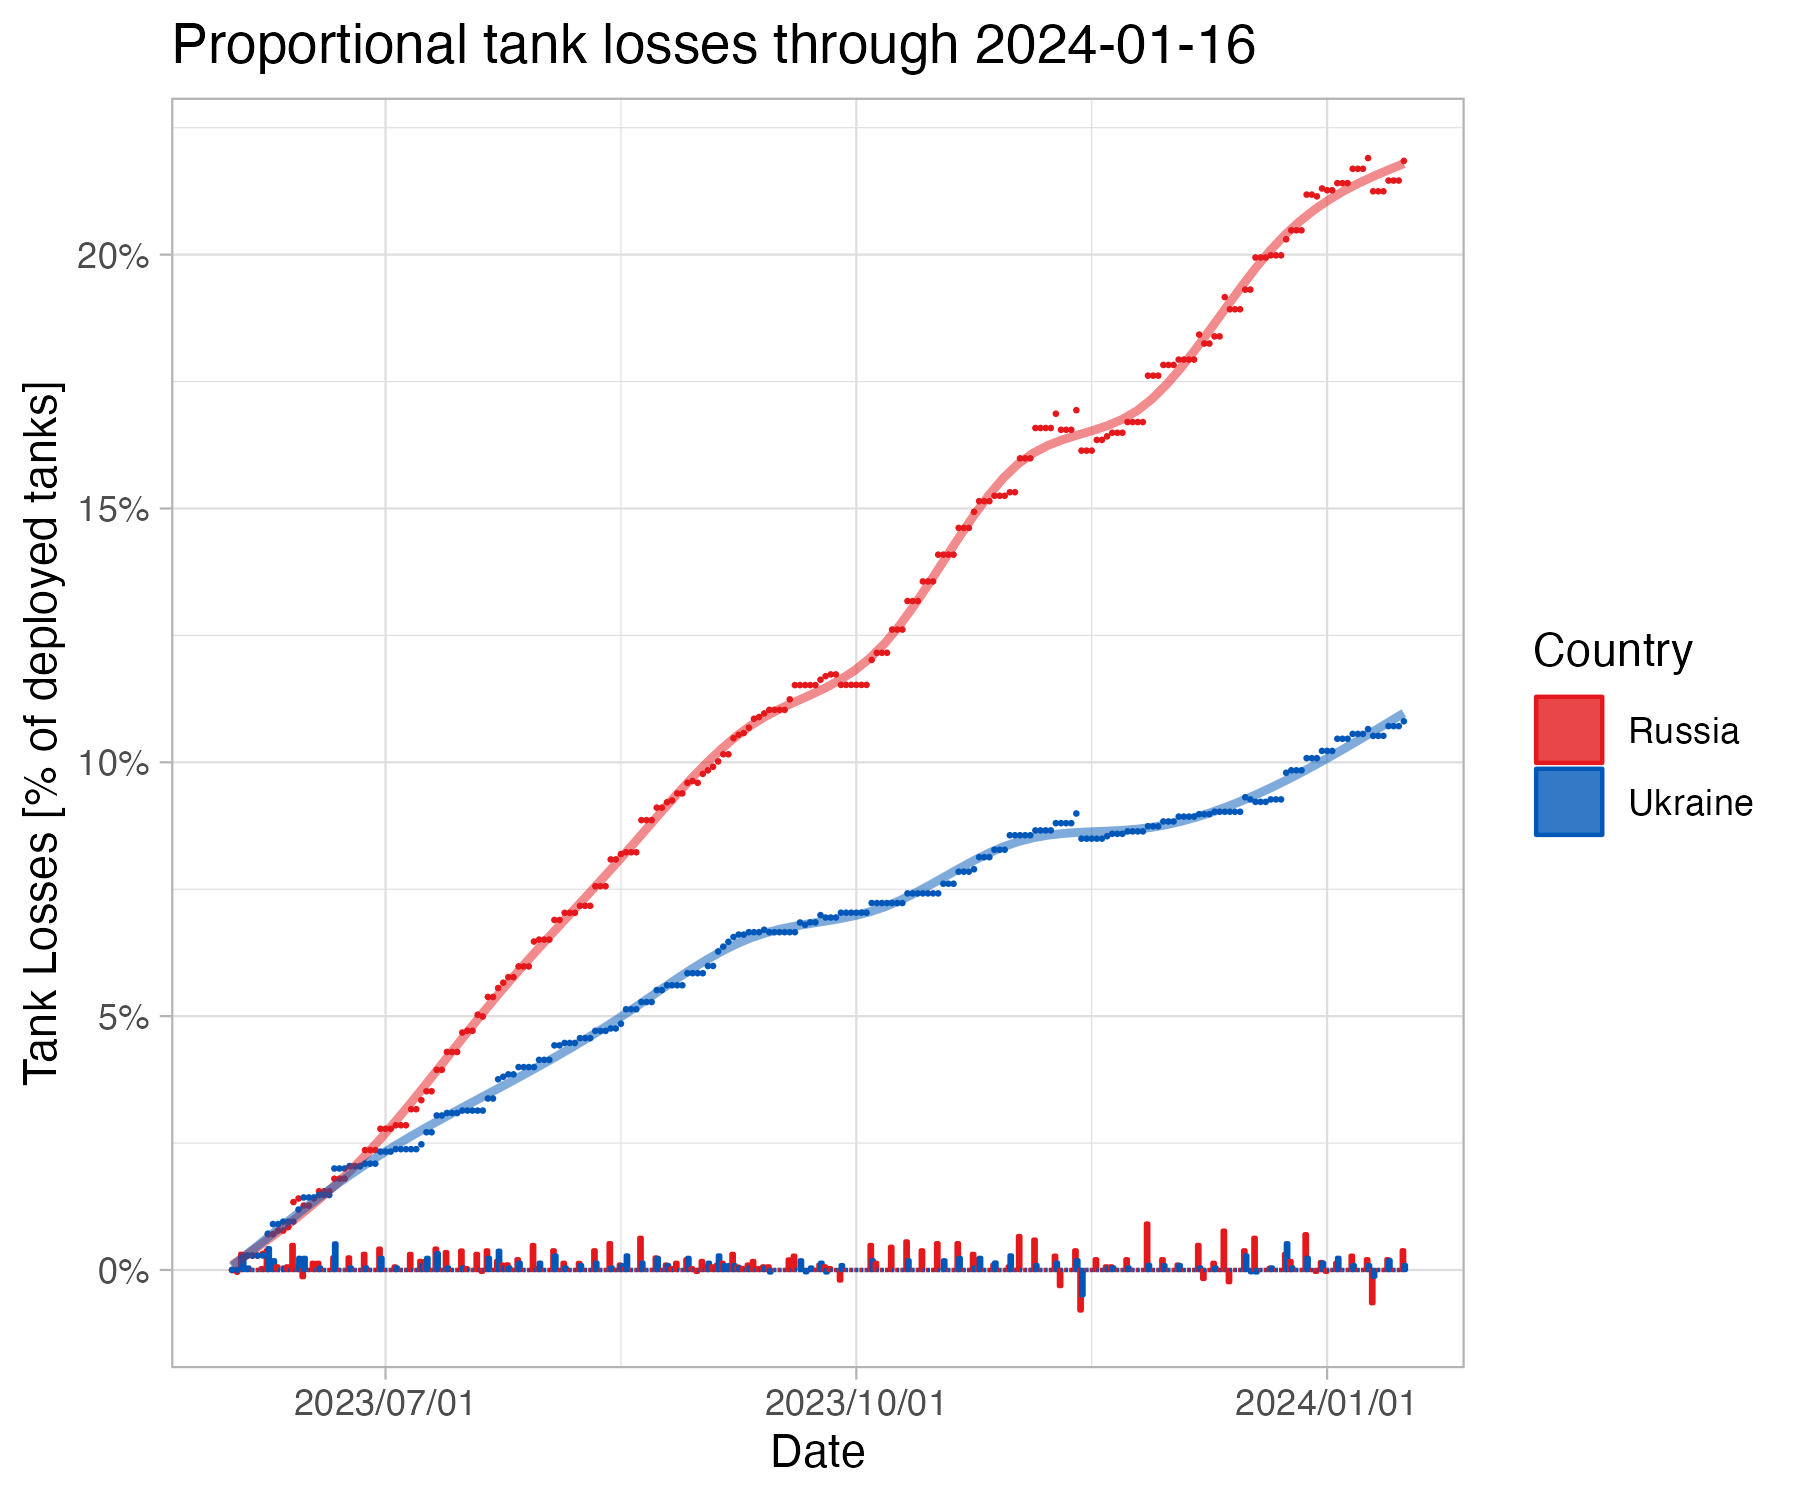 Proportional tank losses through 2024-01-16
Tank Losses [% of deployed tanks]
20%
15%
10%
5%
0%
2023/07/01
2023/10/01
2024/01/01
Date
Country
Russia
Ukraine